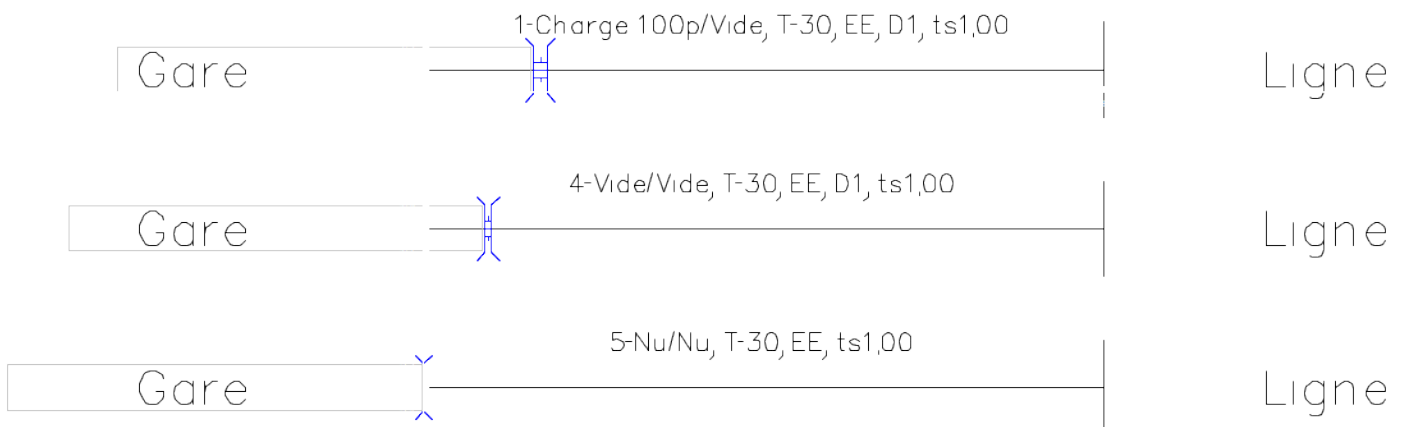 1-Charge 100p/Vide, T-30, EE, D1, ts1,00
Gare Ligne
4-Vide/Vide, T-30, EE, D1, ts1,00
Gare Ligne
5-Nu/Nu, T-30, EE, ts1,00
Gare Ligne